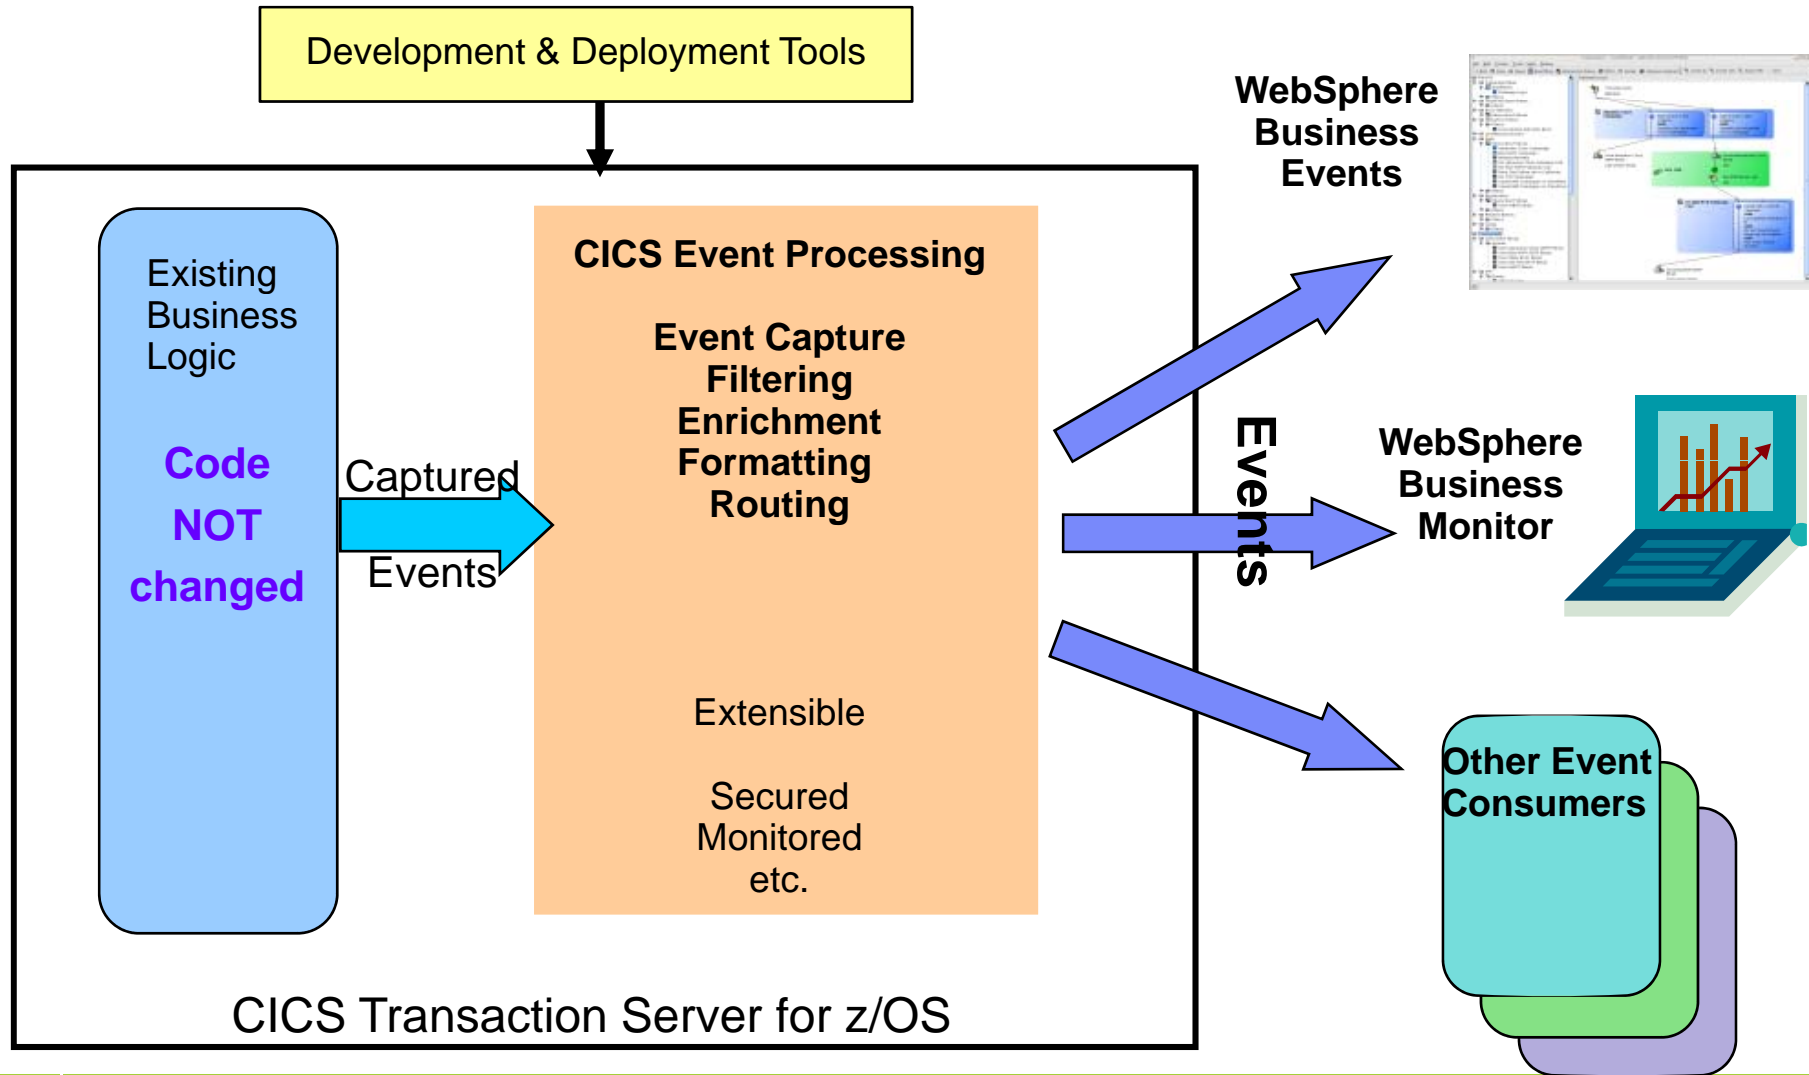 Development & Deployment Tools
Existing
Business
Logic
Code
NOT
changed
Captured
Events
CICS Event Processing
Event Capture
Filtering
Enrichment
Formatting
Routing
Extensible
Secured
Monitored
etc.
CICS Transaction Server for z/OS
Events
WebSphere
Business
Events
WebSphere
Business
Monitor
Other Event
Consumers